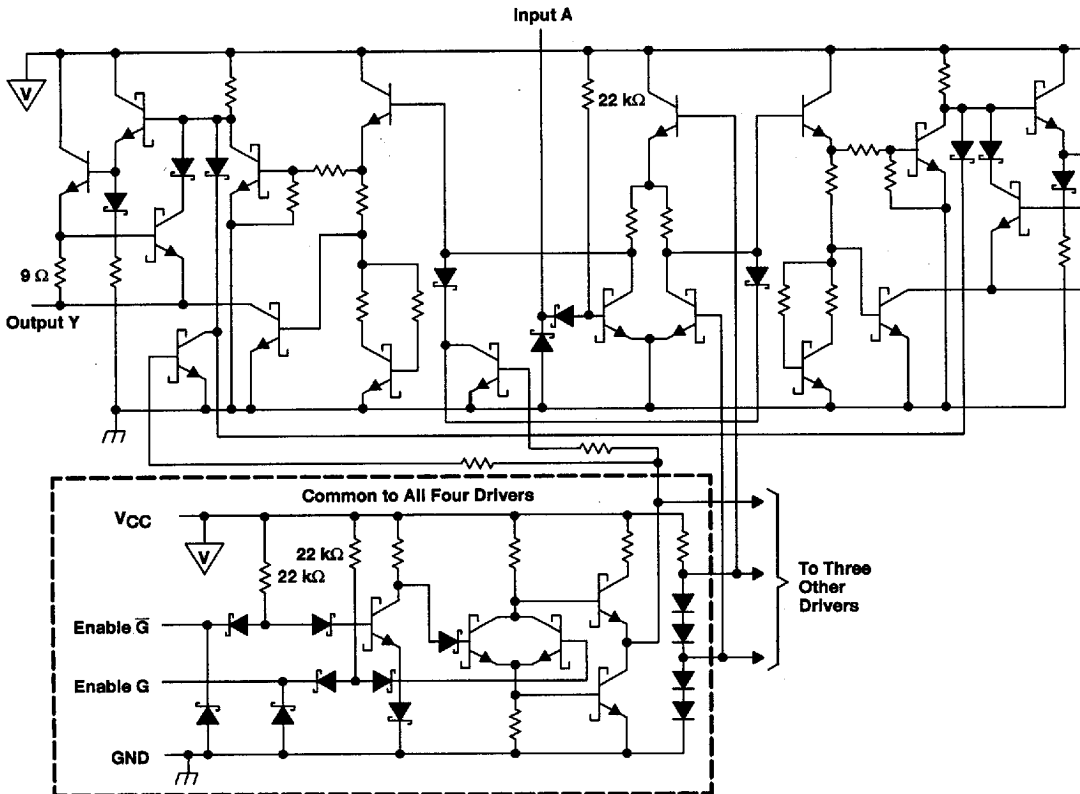 Input A
V
22 kΩ
9 Ω
Output Y
Common to All Four Drivers
VCC
V
22 kΩ
22 kΩ
To Three
Other
Drivers
Enable G̅
Enable G
GND